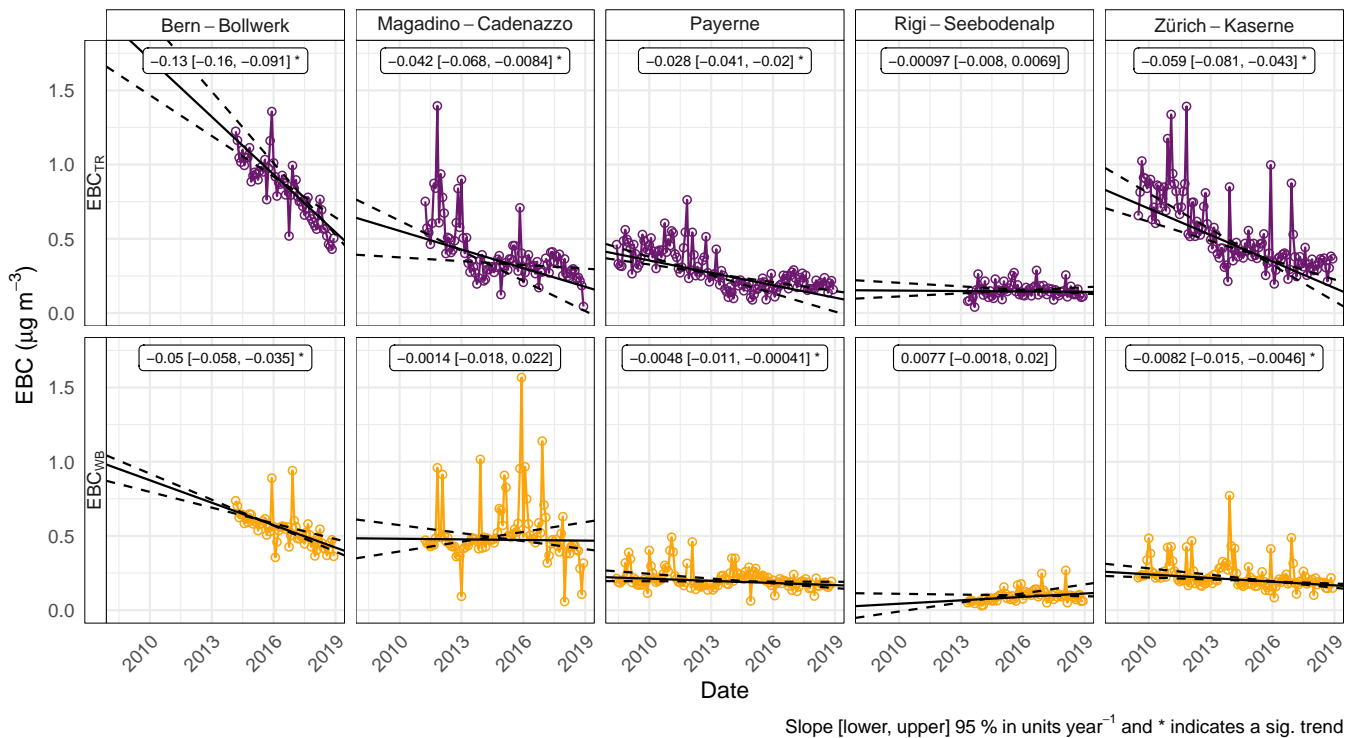 Bern – Bollwerk
Magadino – Cadenazzo
Payerne
Rigi – Seebodenalp
Zürich – Kaserne
−0.13 [−0.16, −0.091] *
−0.042 [−0.068, −0.0084] *
−0.028 [−0.041, −0.02] *
−0.00097 [−0.008, 0.0069]
−0.059 [−0.081, −0.043] *
EBC (µg m⁻³)
EBC_TR
1.5
1.0
0.5
0.0
−0.05 [−0.058, −0.035] *
−0.0014 [−0.018, 0.022]
−0.0048 [−0.011, −0.00041] *
0.0077 [−0.0018, 0.02]
−0.0082 [−0.015, −0.0046] *
EBC_WB
1.5
1.0
0.5
0.0
2010 2013 2016 2019 2010 2013 2016 2019 2010 2013 2016 2019 2010 2013 2016 2019 2010 2013 2016 2019
Date
Slope [lower, upper] 95 % in units year⁻¹ and * indicates a sig. trend